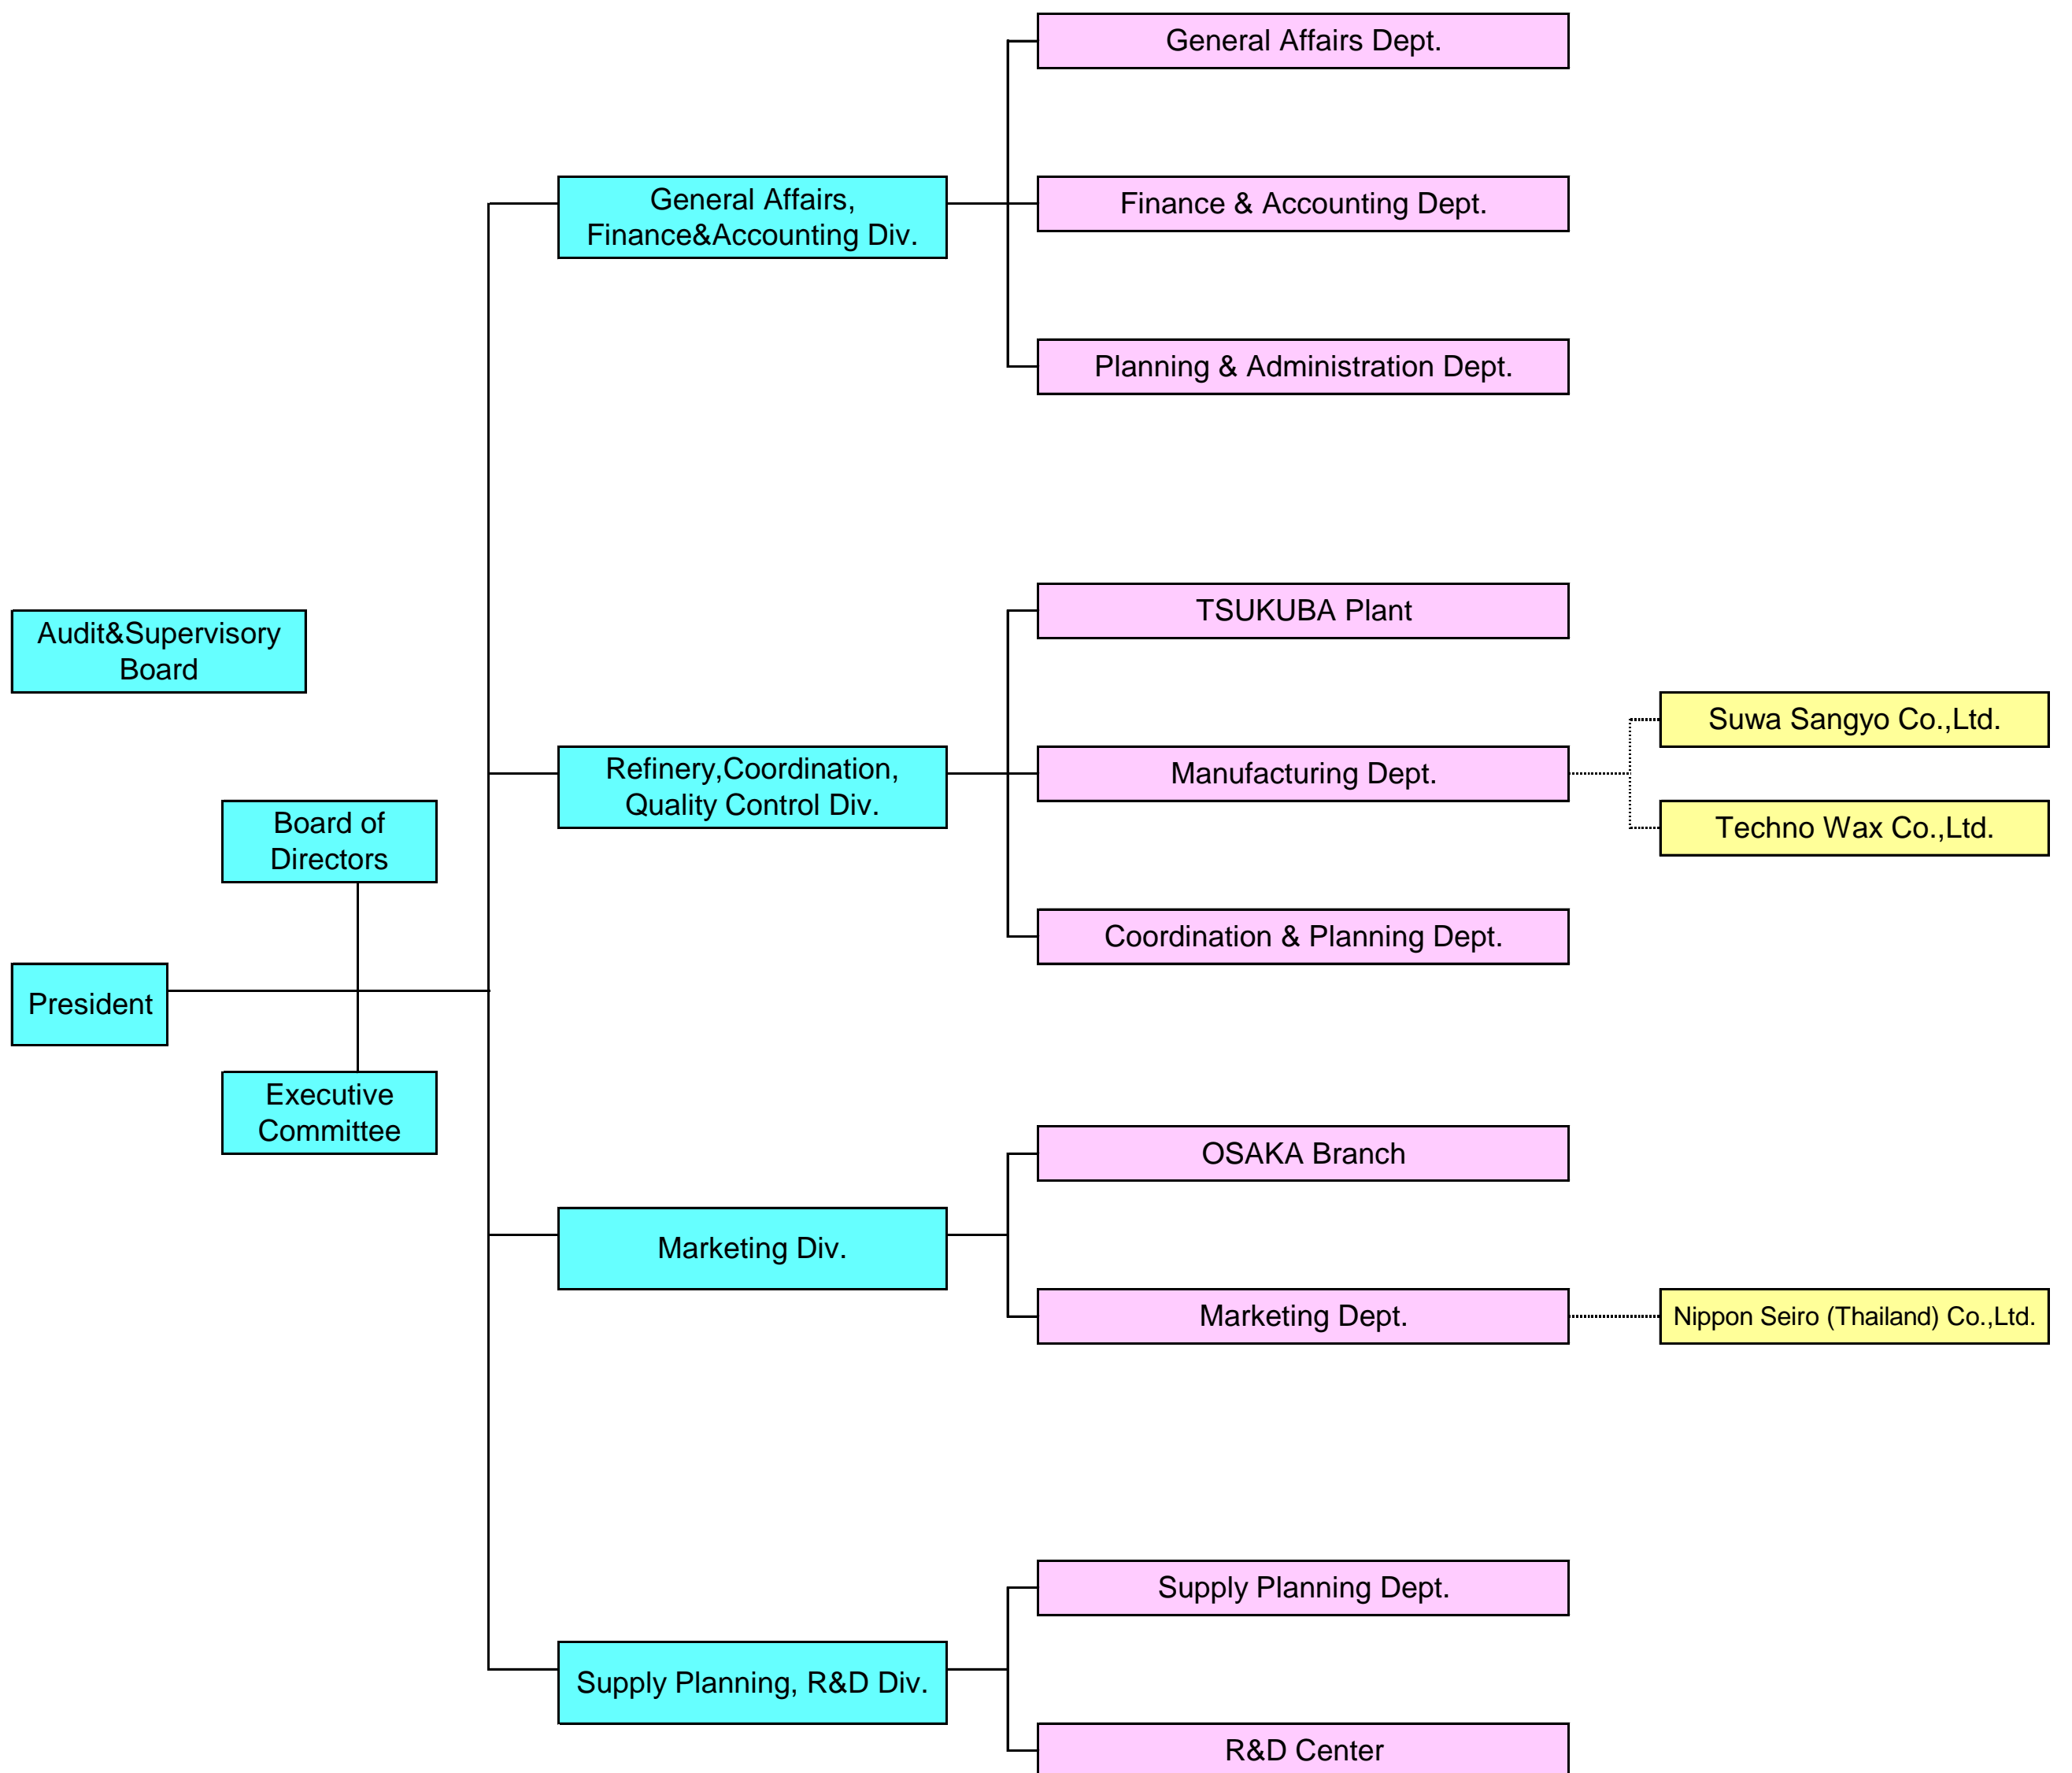 General Affairs Dept.
General Affairs,
Finance&Accounting Div.
Finance & Accounting Dept.
Planning & Administration Dept.
TSUKUBA Plant
Audit&Supervisory
Board
Suwa Sangyo Co.,Ltd.
Refinery,Coordination,
Quality Control Div.
Manufacturing Dept.
Techno Wax Co.,Ltd.
Board of
Directors
Coordination & Planning Dept.
President
Executive
Committee
OSAKA Branch
Marketing Div.
Marketing Dept.
Nippon Seiro (Thailand) Co.,Ltd.
Supply Planning Dept.
Supply Planning, R&D Div.
R&D Center